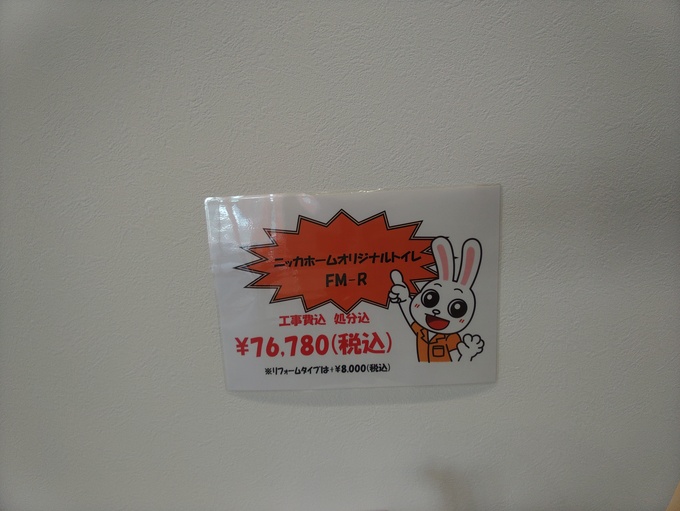 ニッカホームオリジナルトイレ
FM-R
工事費込 処分込
¥76,780(税込)
※リフォームタイプは+¥8,000(税込)